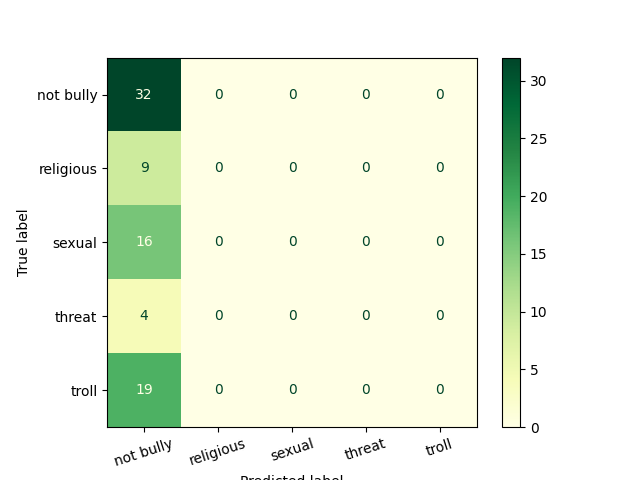 not bully 32 0 0 0 0
religious 9 0 0 0 0
sexual 16 0 0 0 0
threat 4 0 0 0 0
troll 19 0 0 0 0
not bully religious sexual threat troll
Predicted label
True label
30
25
20
15
10
5
0